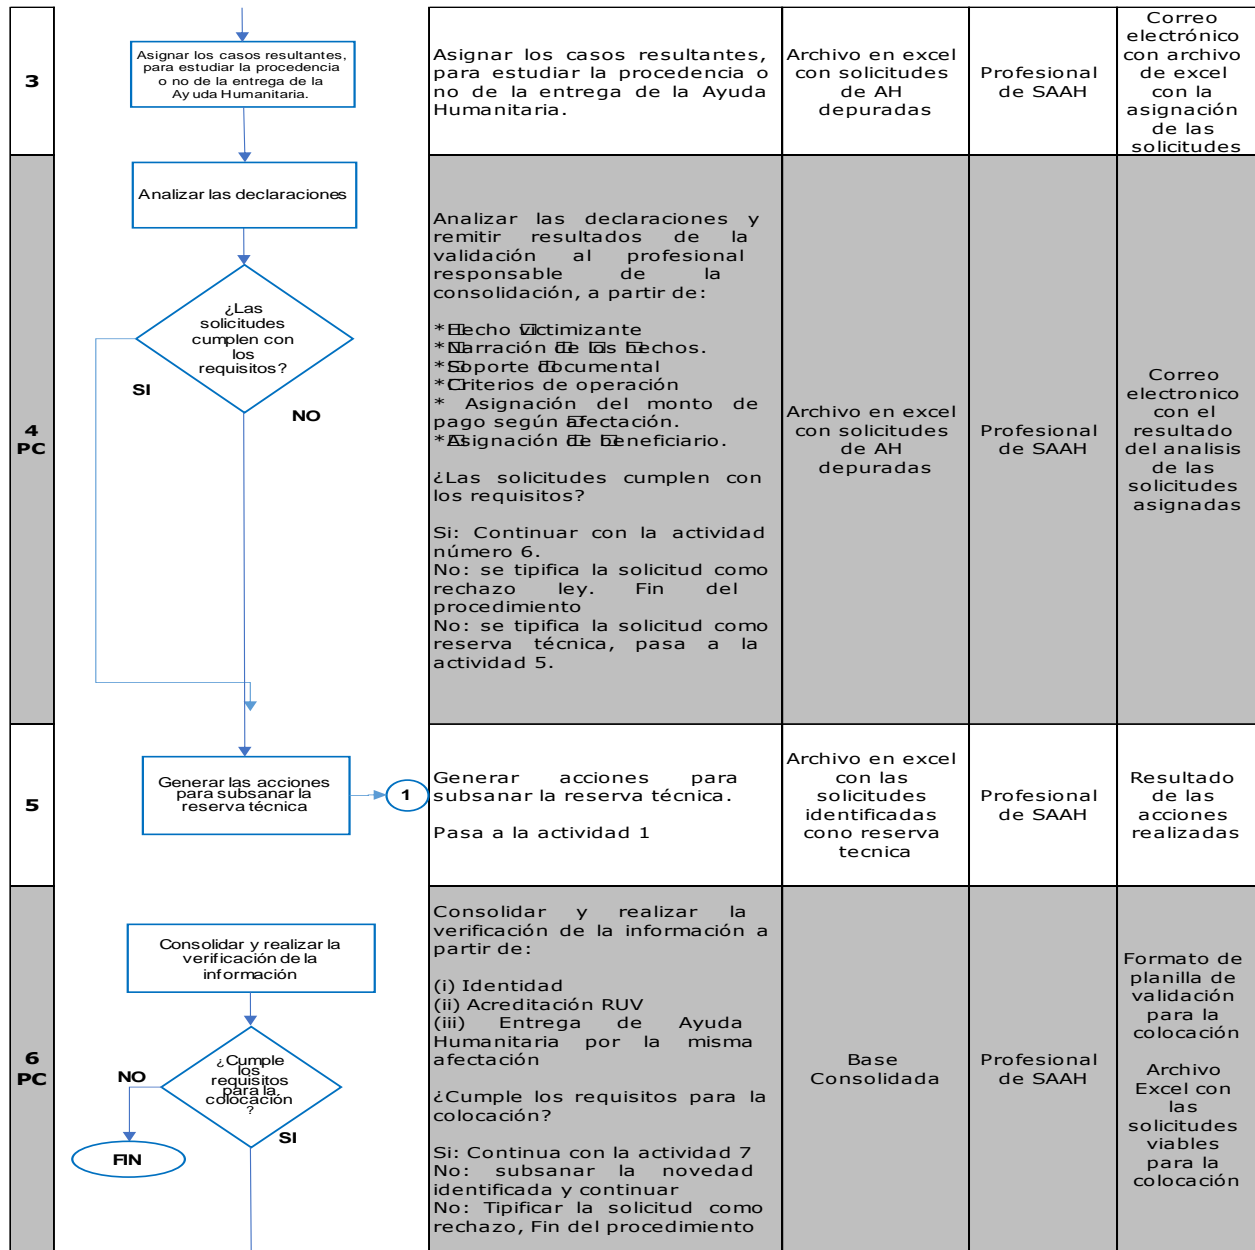 3
Asignar los casos resultantes,
para estudiar la procedencia
o no de la entrega de la
Ayuda Humanitaria.
Asignar los casos resultantes,
para estudiar la procedencia o
no de la entrega de la Ayuda
Humanitaria.
Archivo en excel
con solicitudes
de AH
depuradas
Profesional
de SAAH
Correo
electrónico
con archivo
de excel
con la
asignación
de las
solicitudes
4
PC
Analizar las declaraciones
¿Las
solicitudes
cumplen con
los
requisitos?
SI
NO
Analizar las declaraciones y
remitir resultados de la
validación al profesional
responsable de la
consolidación, a partir de:
*Hecho victimizante
*Narración de los hechos.
*Soporte documental
*Criterios de operación
* Asignación del monto de
pago según afectación.
*Asignación de beneficiario.
¿Las solicitudes cumplen con
los requisitos?
Si: Continuar con la actividad
número 6.
No: se tipifica la solicitud como
rechazo ley. Fin del
procedimiento
No: se tipifica la solicitud como
reserva técnica, pasa a la
actividad 5.
Archivo en excel
con solicitudes
de AH
depuradas
Profesional
de SAAH
Correo
electronico
con el
resultado
del analisis
de las
solicitudes
asignadas
5
Generar las acciones
para subsanar la
reserva técnica
1
Generar acciones para
subsanar la reserva técnica.
Pasa a la actividad 1
Archivo en excel
con las
solicitudes
identificadas
cono reserva
tecnica
Profesional
de SAAH
Resultado
de las
acciones
realizadas
6
PC
Consolidar y realizar la
verificación de la
información
¿Cumple
los
requisitos
para la
colocación
?
NO
SI
FIN
Consolidar y realizar la
verificación de la información a
partir de:
(i) Identidad
(ii) Acreditación RUV
(iii) Entrega de Ayuda
Humanitaria por la misma
afectación
¿Cumple los requisitos para la
colocación?
Si: Continua con la actividad 7
No: subsanar la novedad
identificada y continuar
No: Tipificar la solicitud como
rechazo, Fin del procedimiento
Base
Consolidada
Profesional
de SAAH
Formato de
planilla de
validación
para la
colocación
Archivo
Excel con
las
solicitudes
viables
para la
colocación